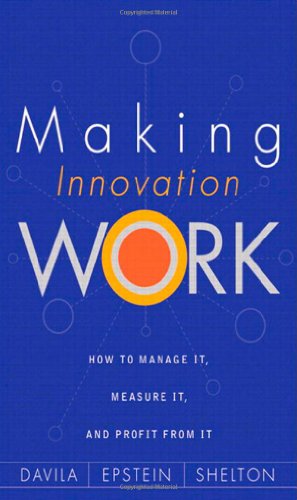 Making
Innovation
WORK
HOW TO MANAGE IT,
MEASURE IT,
AND PROFIT FROM IT
DAVILA | EPSTEIN | SHELTON